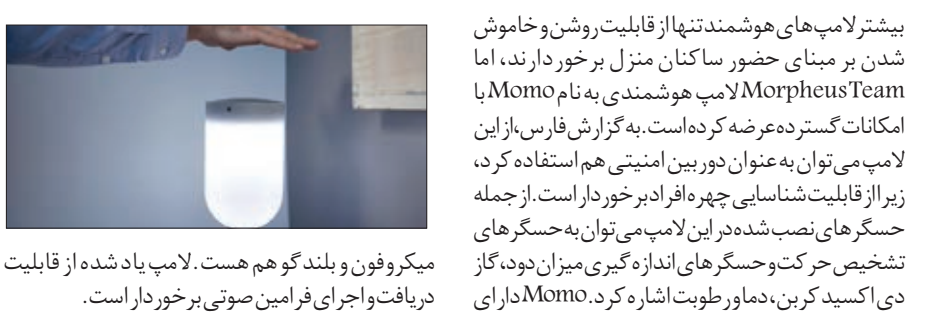 بیشتر لامپ‌های هوشمند تنها از قابلیت روشن و خاموش
شدن بر مبنای حضور ساکنان منزل برخوردارند، اما
MorpheusTeam لامپ هوشمندی به نام Momo با
امکانات گسترده عرضه کرده است. به گزارش فارس، از این
لامپ می‌توان به عنوان دوربین امنیتی هم استفاده کرد،
زیرا از قابلیت شناسایی چهره افراد برخوردار است. از جمله
حسگرهای نصب شده در این لامپ می‌توان به حسگرهای
تشخیص حرکت و حسگرهای اندازه گیری میزان دود، گاز
دی اکسید کربن، دما و رطوبت اشاره کرد. Momo دارای
میکروفون و بلندگو هم هست. لامپ یاد شده از قابلیت
دریافت و اجرای فرامین صوتی برخوردار است.